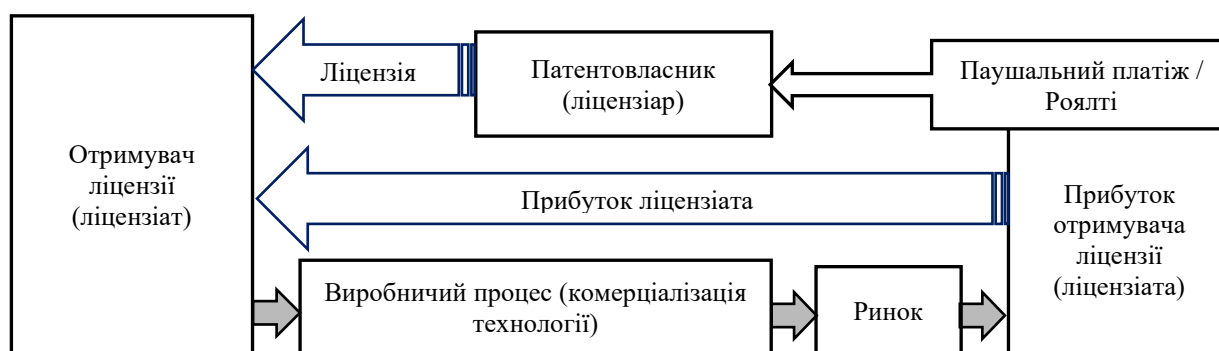 Ліцензія
Патентовласник
(ліцензіар)
Паушальний платіж /
Роялті
Отримувач
ліцензії
(ліцензіат)
Прибуток ліцензіата
Прибуток
отримувача
ліцензії
(ліцензіата)
Виробничий процес (комерціалізація
технології)
Ринок